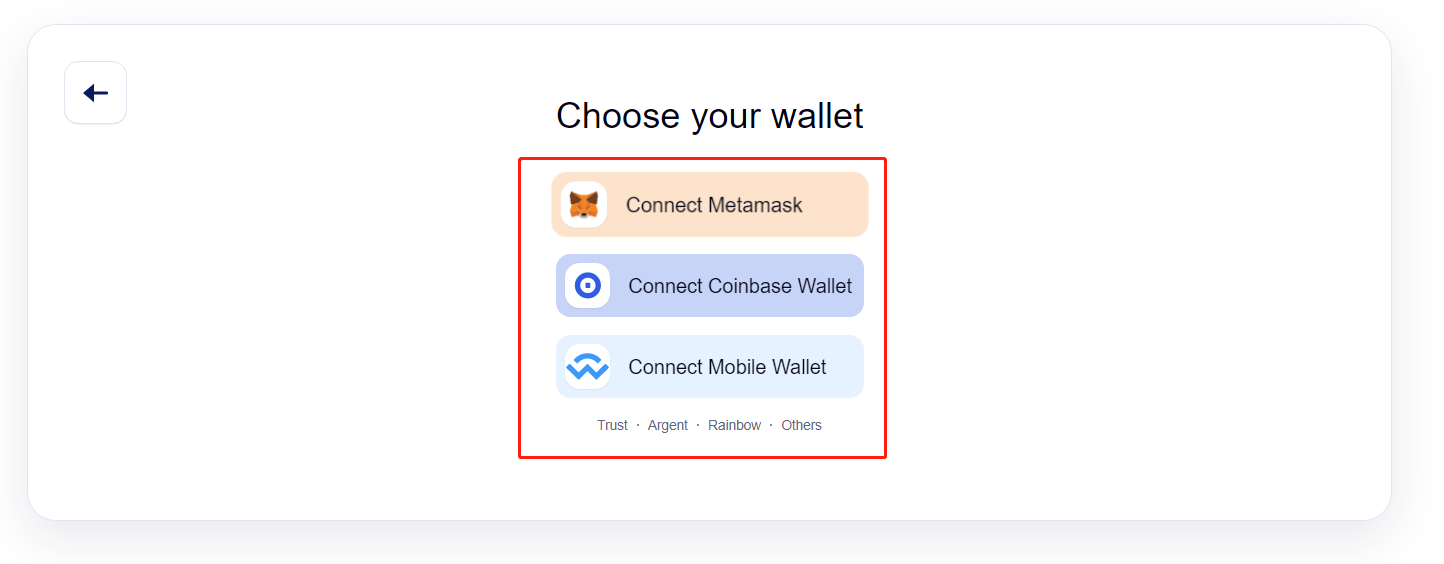 Choose your wallet
Connect Metamask
Connect Coinbase Wallet
Connect Mobile Wallet
Trust · Argent · Rainbow · Others